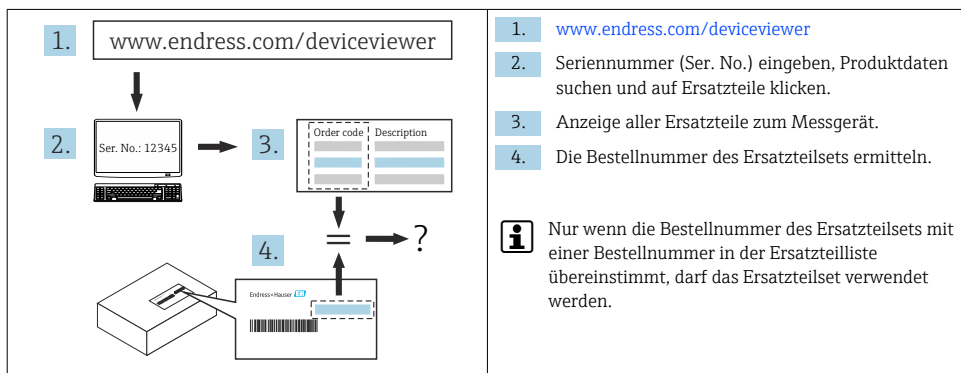 1.
www.endress.com/deviceviewer
2.
Ser. No.: 12345
3.
Order code Description
4.
= ?
Endress+Hauser EH
1. www.endress.com/deviceviewer
2. Seriennummer (Ser. No.) eingeben, Produktdaten
suchen und auf Ersatzteile klicken.
3. Anzeige aller Ersatzteile zum Messgerät.
4. Die Bestellnummer des Ersatzteilsets ermitteln.
i Nur wenn die Bestellnummer des Ersatzteilsets mit
einer Bestellnummer in der Ersatzteilliste
übereinstimmt, darf das Ersatzteilset verwendet
werden.